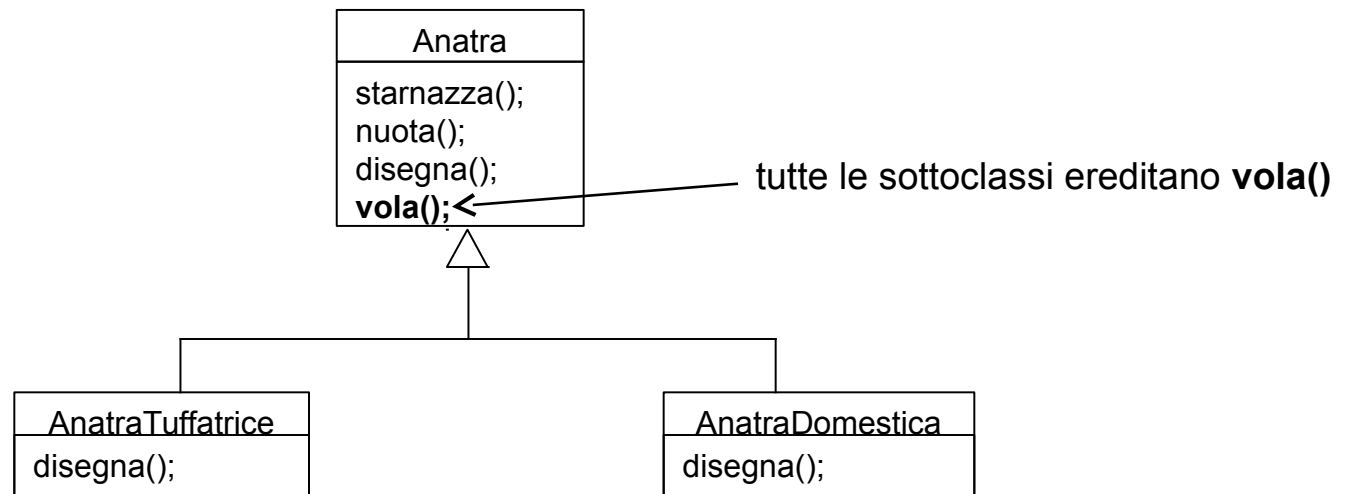 Anatra
starnazza();
nuota();
disegna();
vola();
tutte le sottoclassi ereditano vola()
AnatraTuffatrice
disegna();
AnatraDomestica
disegna();